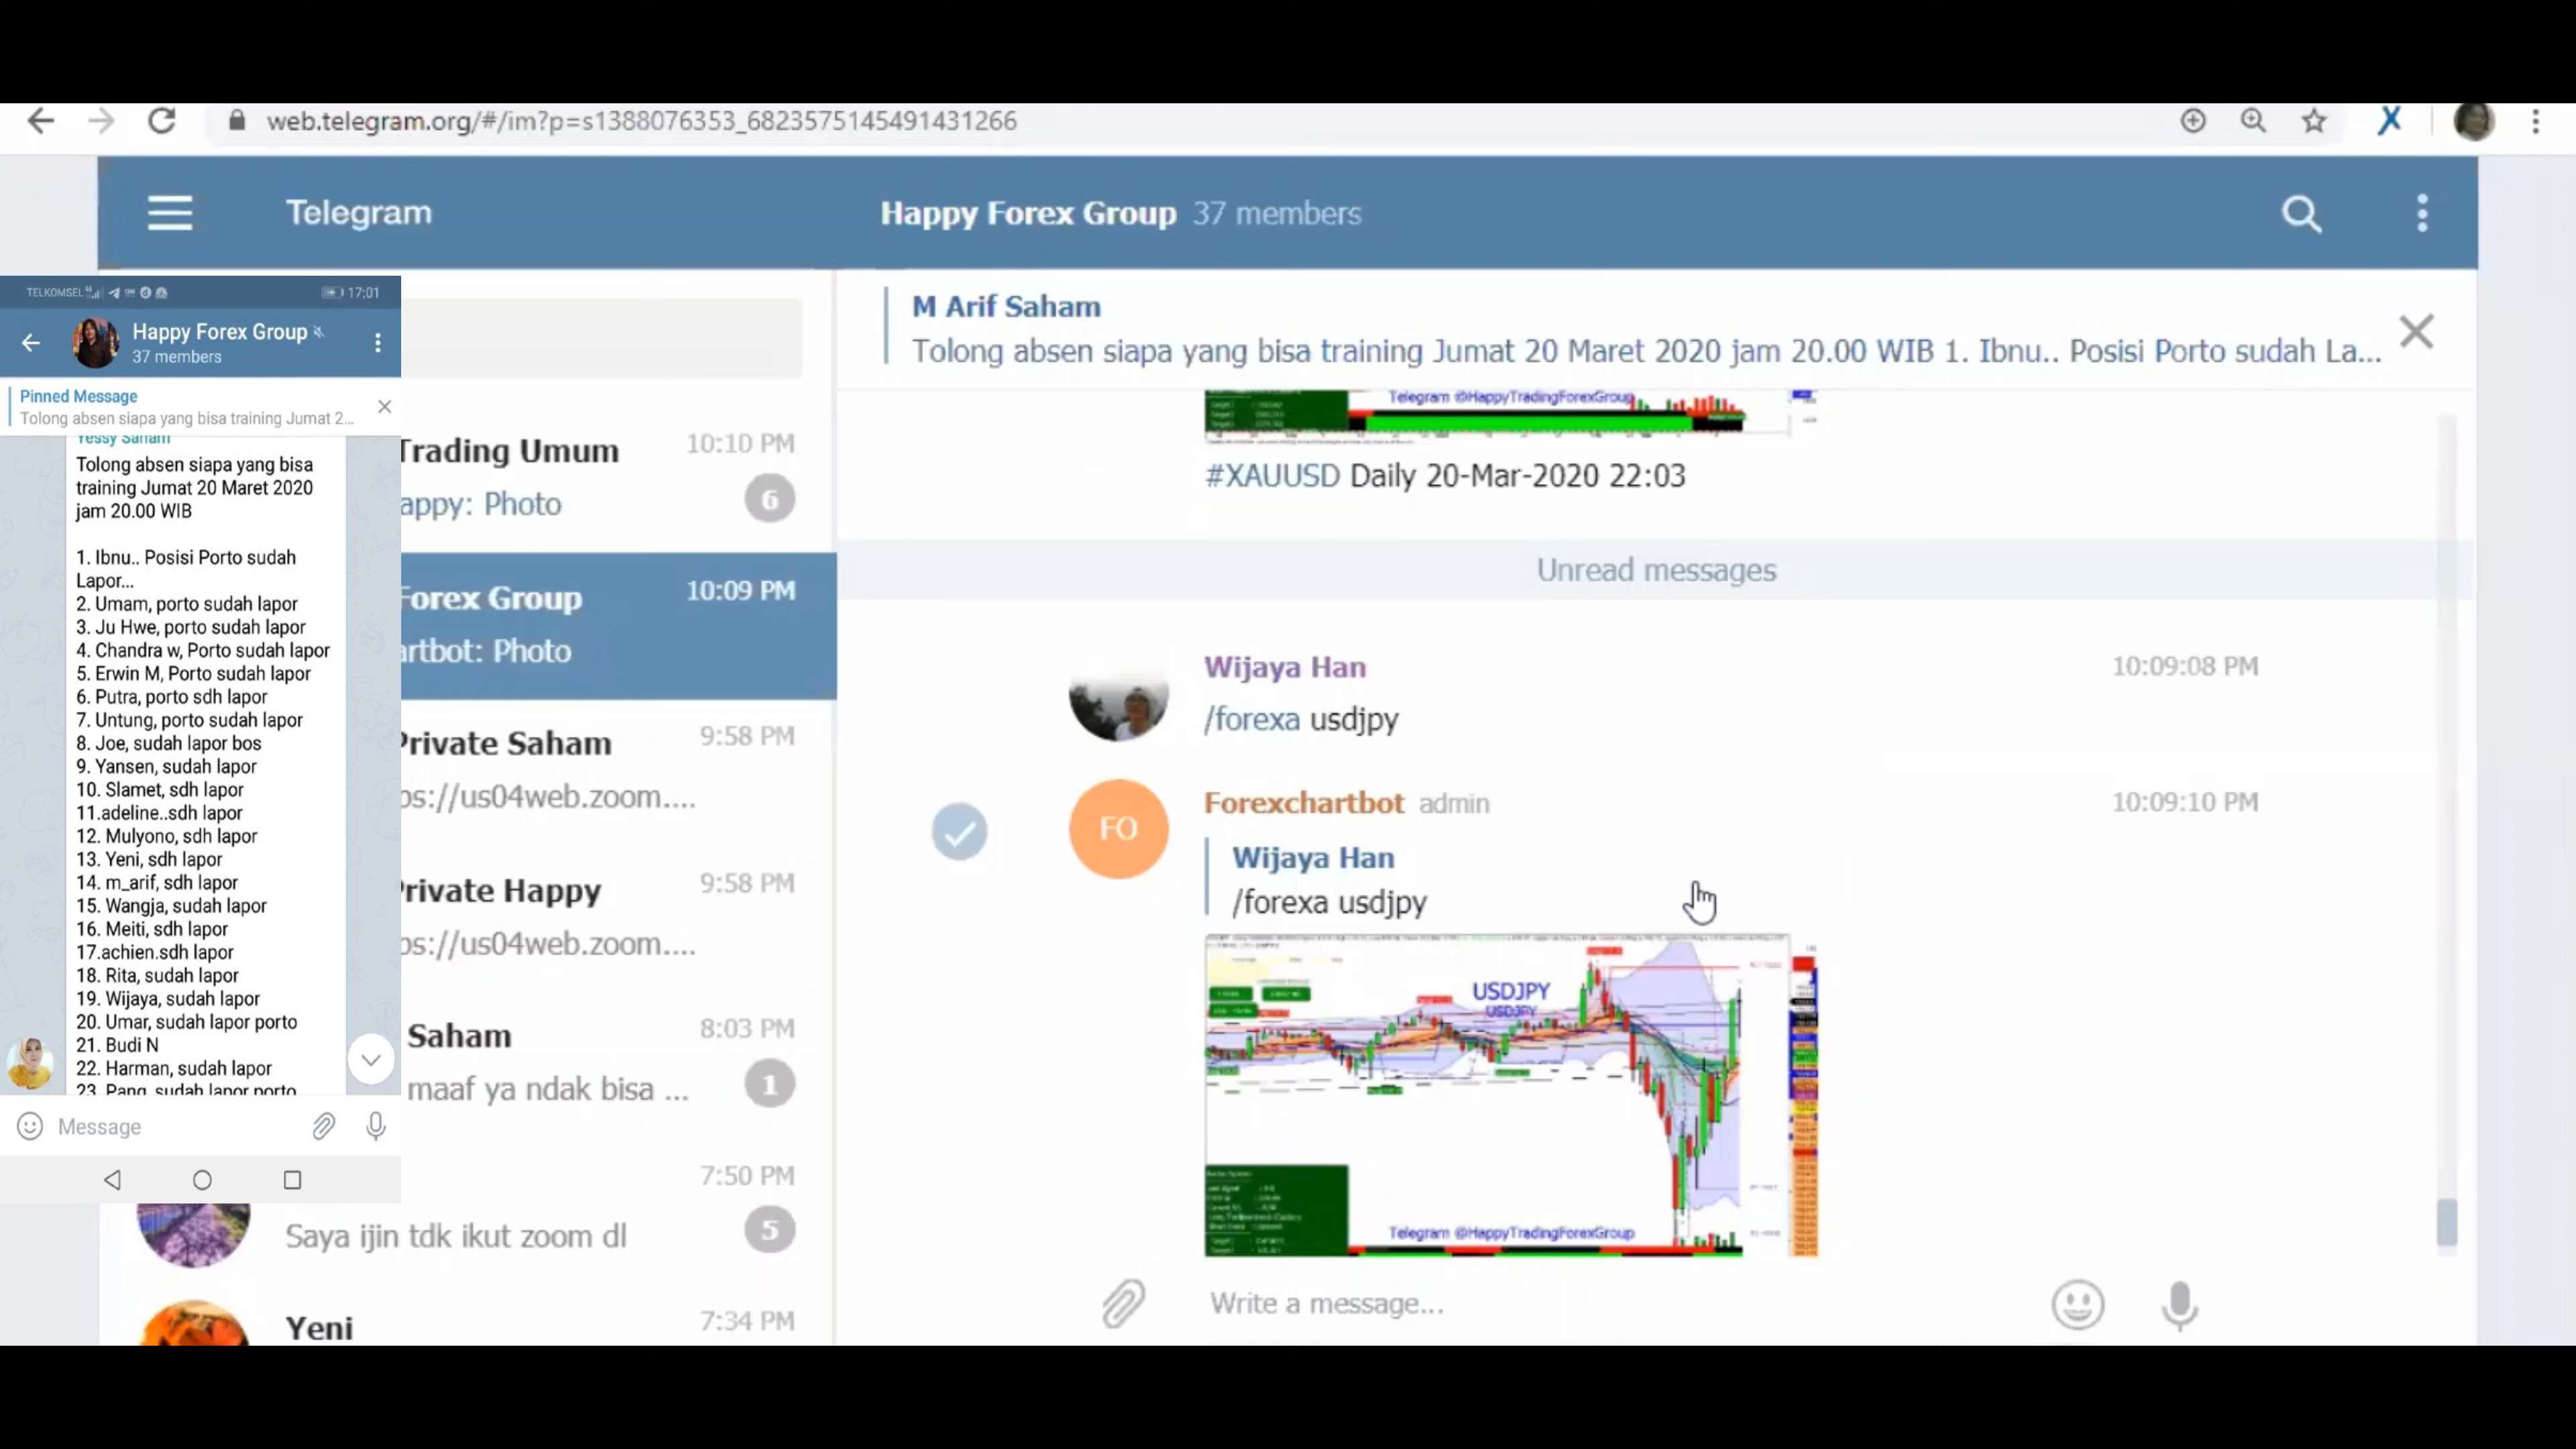 web.telegram.org/#/im?p=s1388076353_6823575145491431266
Telegram
Happy Forex Group 37 members
M Arif Saham
Tolong absen siapa yang bisa training Jumat 20 Maret 2020 jam 20.00 WIB 1. Ibnu.. Posisi Porto sudah La...
TELKOMSEL
17:01
Happy Forex Group
37 members
Pinned Message
Tolong absen siapa yang bisa training Jumat 2...
Yessy Saham
Tolong absen siapa yang bisa
training Jumat 20 Maret 2020
jam 20.00 WIB
1. Ibnu.. Posisi Porto sudah
Lapor...
2. Umam, porto sudah lapor
3. Ju Hwe, porto sudah lapor
4. Chandra w, Porto sudah lapor
5. Erwin M, Porto sudah lapor
6. Putra, porto sdh lapor
7. Untung, porto sudah lapor
8. Joe, sudah lapor bos
9. Yansen, sudah lapor
10. Slamet, sdh lapor
11.adeline..sdh lapor
12. Mulyono, sdh lapor
13. Yeni, sdh lapor
14. m_arif, sdh lapor
15. Wangja, sudah lapor
16. Meiti, sdh lapor
17.achien.sdh lapor
18. Rita, sudah lapor
19. Wijaya, sudah lapor
20. Umar, sudah lapor porto
21. Budi N
22. Harman, sudah lapor
23. Pang, sudah lapor porto
Message
Trading Umum 10:10 PM
appy: Photo 6
Forex Group 10:09 PM
artbot: Photo
Private Saham 9:58 PM
ps://us04web.zoom....
Private Happy 9:58 PM
ps://us04web.zoom....
Saham 8:03 PM
maaf ya ndak bisa ... 1
7:50 PM
Saya ijin tdk ikut zoom dl 5
Yeni 7:34 PM
Telegram @HappyTradingForexGroup
#XAUUSD Daily 20-Mar-2020 22:03
Unread messages
Wijaya Han 10:09:08 PM
/forexa usdjpy
FO
Forexchartbot admin 10:09:10 PM
Wijaya Han
/forexa usdjpy
USDJPY
USDJPY
Telegram @HappyTradingForexGroup
Write a message...